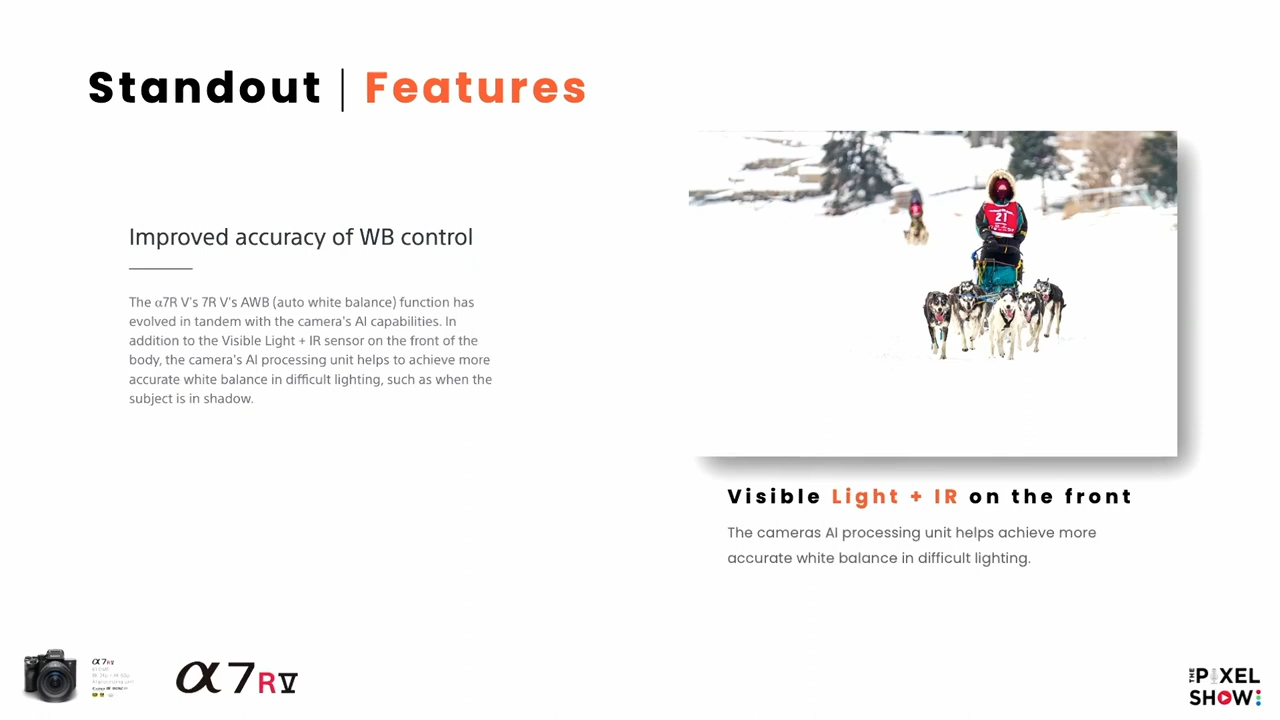 Standout | Features
Improved accuracy of WB control
The α7R V's 7R V's AWB (auto white balance) function has
evolved in tandem with the camera's AI capabilities. In
addition to the Visible Light + IR sensor on the front of the
body, the camera's AI processing unit helps to achieve more
accurate white balance in difficult lighting, such as when the
subject is in shadow.
21
Visible Light + IR on the front
The cameras AI processing unit helps achieve more
accurate white balance in difficult lighting.
α7RV
α7RV
THE PIXEL
SHOW